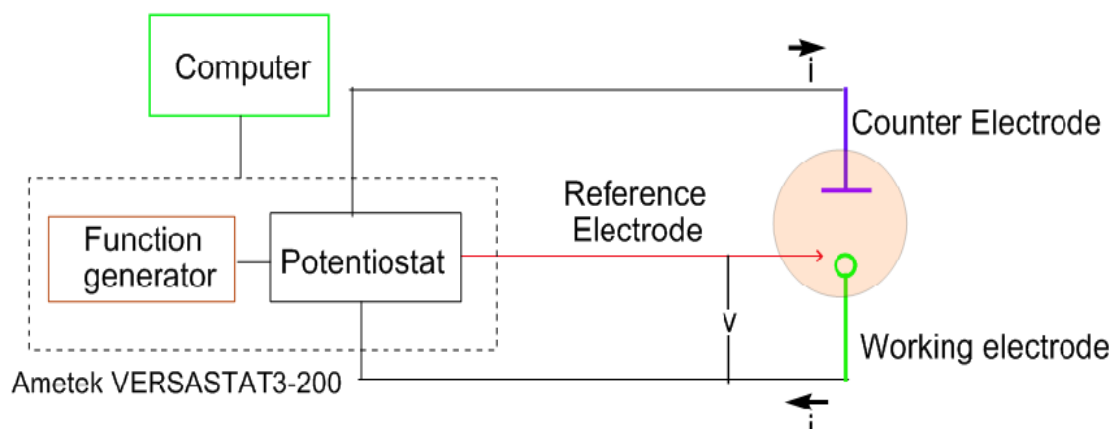 Computer
i
Counter Electrode
Reference
Electrode
Function
generator
Potentiostat
V
Working electrode
Ametek VERSASTAT3-200
i